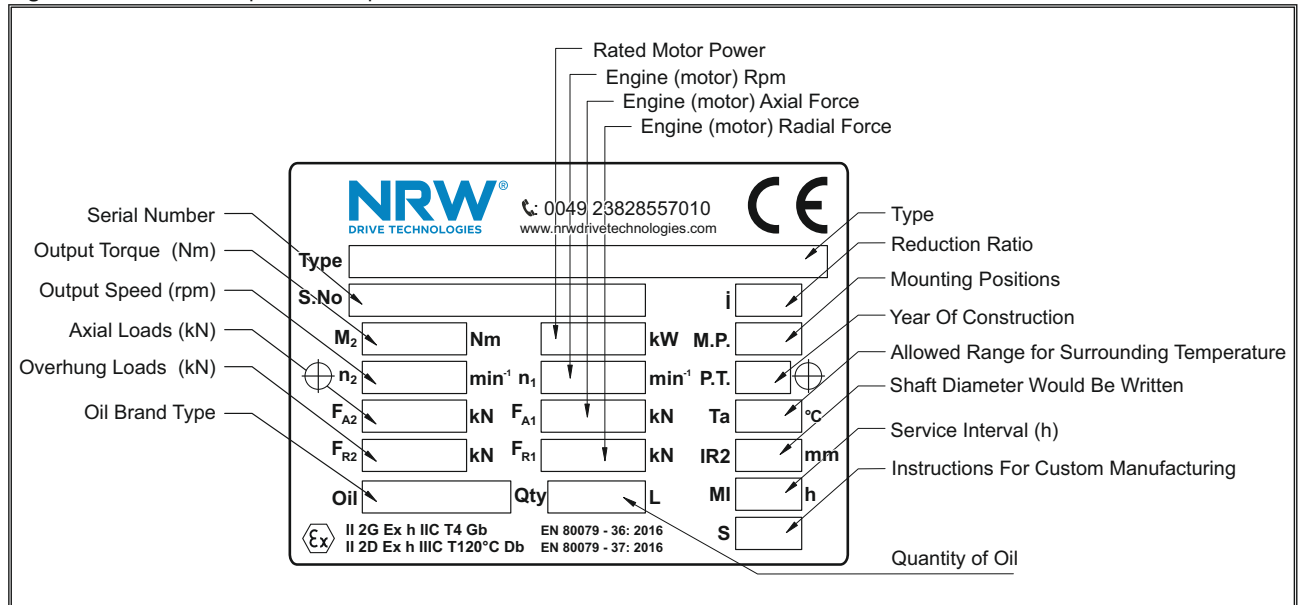 Rated Motor Power
Engine (motor) Rpm
Engine (motor) Axial Force
Engine (motor) Radial Force
NRW®
DRIVE TECHNOLOGIES
: 0049 23828557010
www.nrwdrivetechnologies.com
CE
Serial Number
Output Torque (Nm)
Output Speed (rpm)
Axial Loads (kN)
Overhung Loads (kN)
Oil Brand Type
Type
S.No
i
M2 Nm kW M.P.
n2 min-1 n1 min-1 P.T.
FA2 kN FA1 kN Ta °C
FR2 kN FR1 kN IR2 mm
Oil Qty L MI h
S
Ex II 2G Ex h IIC T4 Gb EN 80079 - 36: 2016
II 2D Ex h IIIC T120°C Db EN 80079 - 37: 2016
Type
Reduction Ratio
Mounting Positions
Year Of Construction
Allowed Range for Surrounding Temperature
Shaft Diameter Would Be Written
Service Interval (h)
Instructions For Custom Manufacturing
Quantity of Oil